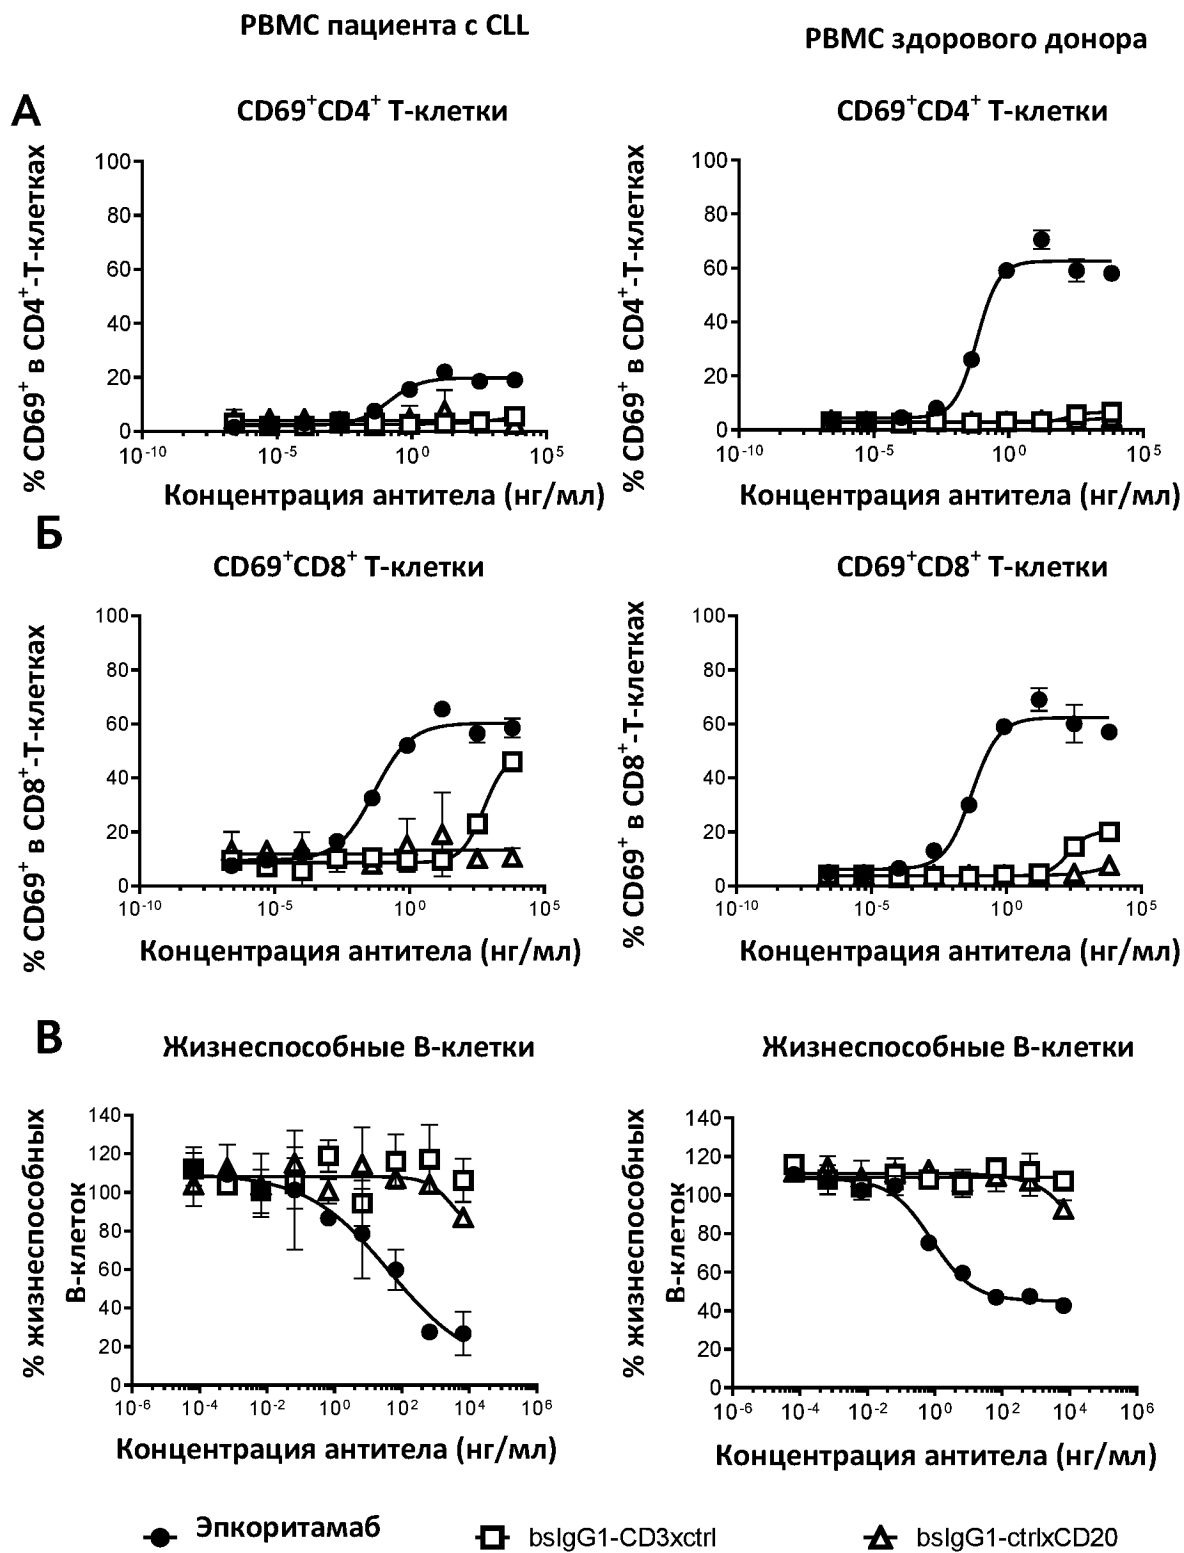 PBMC пациента с CLL
PBMC здорового донора
А
CD69⁺CD4⁺ Т-клетки
CD69⁺CD4⁺ Т-клетки
% CD69⁺ в CD4⁺-Т-клетках
100
80
60
40
20
0
10⁻¹⁰
10⁻⁵
10⁰
10⁵
Концентрация антитела (нг/мл)
% CD69⁺ в CD4⁺-Т-клетках
100
80
60
40
20
0
10⁻¹⁰
10⁻⁵
10⁰
10⁵
Концентрация антитела (нг/мл)
Б
CD69⁺CD8⁺ Т-клетки
CD69⁺CD8⁺ Т-клетки
% CD69⁺ в CD8⁺-Т-клетках
100
80
60
40
20
0
10⁻¹⁰
10⁻⁵
10⁰
10⁵
Концентрация антитела (нг/мл)
% CD69⁺ в CD8⁺-Т-клетках
100
80
60
40
20
0
10⁻¹⁰
10⁻⁵
10⁰
10⁵
Концентрация антитела (нг/мл)
В
Жизнеспособные В-клетки
Жизнеспособные В-клетки
% жизнеспособных
В-клеток
140
120
100
80
60
40
20
0
10⁻⁶
10⁻⁴
10⁻²
10⁰
10²
10⁴
10⁶
Концентрация антитела (нг/мл)
% жизнеспособных
В-клеток
140
120
100
80
60
40
20
0
10⁻⁶
10⁻⁴
10⁻²
10⁰
10²
10⁴
10⁶
Концентрация антитела (нг/мл)
Эпкоритамаб
bsIgG1-CD3xctrl
bsIgG1-ctrlxCD20